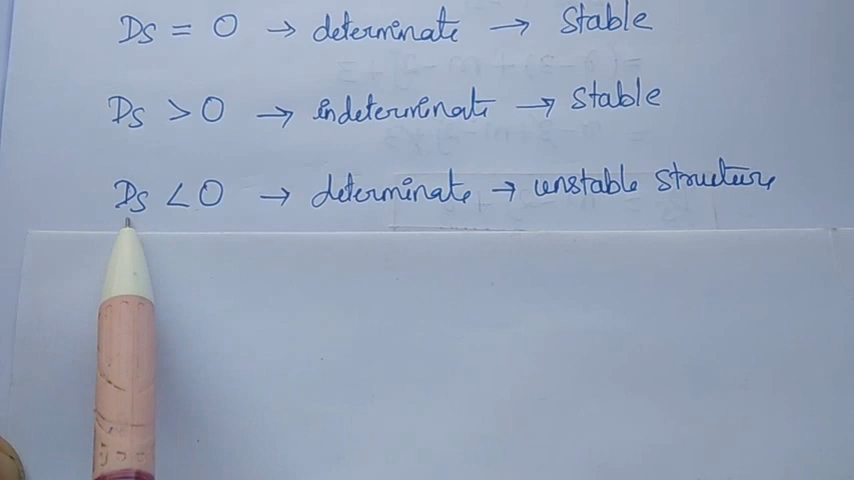 Ds = 0 → determinate → Stable
Ds > 0 → indeterminate → Stable
Ds < 0 → determinate → unstable structure